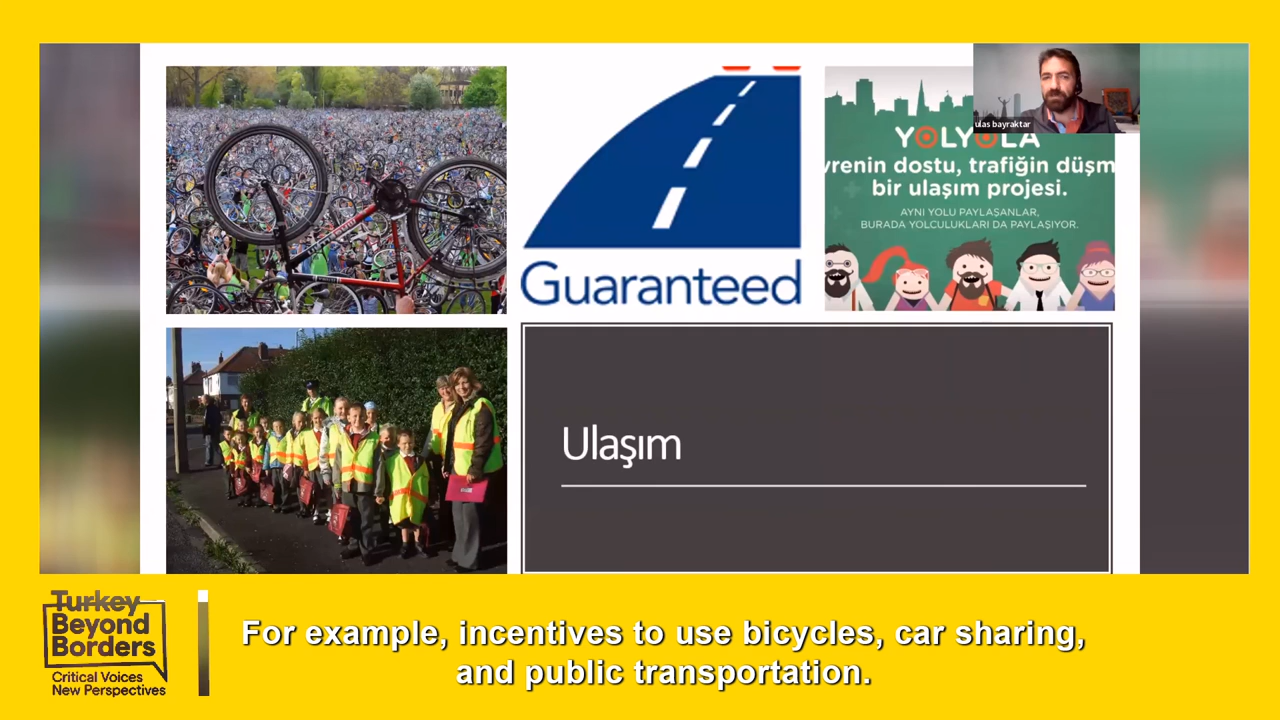 ulas bayraktar
YOLYOLA
vrenin dostu, trafiğin düşm
bir ulaşım projesi.
AYNI YOLU PAYLAŞANLAR,
BURADA YOLCULUKLARI DA PAYLAŞIYOR.
Guaranteed
Ulaşım
Turkey
Beyond
Borders
Critical Voices
New Perspectives
For example, incentives to use bicycles, car sharing,
and public transportation.